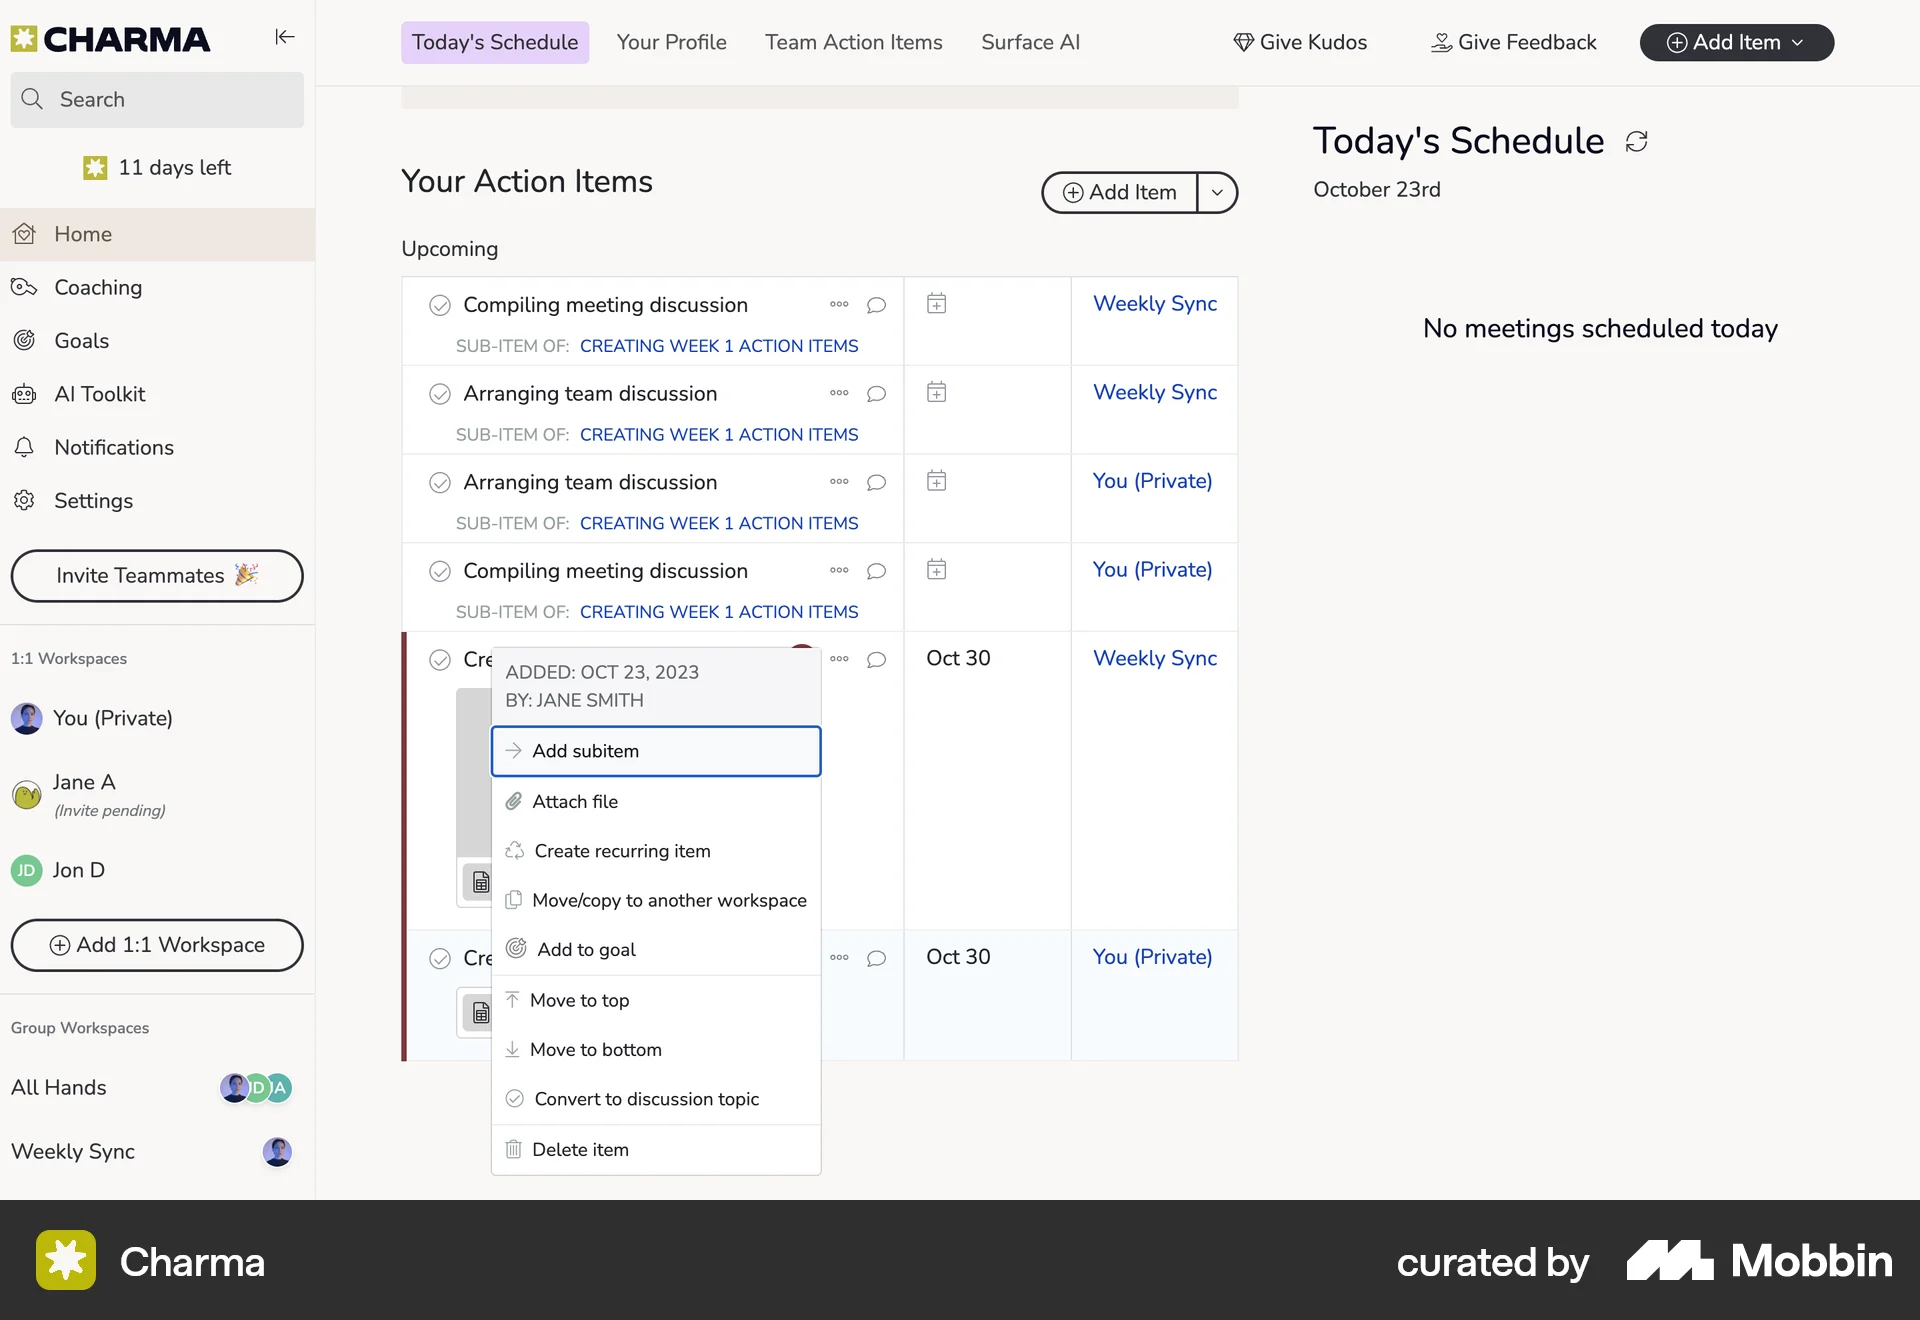 CHARMA
Search
11 days left
Home
Coaching
Goals
AI Toolkit
Notifications
Settings
Invite Teammates
1:1 Workspaces
You (Private)
Jane A
(Invite pending)
JD Jon D
Add 1:1 Workspace
Group Workspaces
All Hands
D JA
Weekly Sync
Today's Schedule Your Profile Team Action Items Surface AI Give Kudos Give Feedback Add Item
Your Action Items
Add Item
Upcoming
Compiling meeting discussion Weekly Sync
SUB-ITEM OF: CREATING WEEK 1 ACTION ITEMS
Arranging team discussion Weekly Sync
SUB-ITEM OF: CREATING WEEK 1 ACTION ITEMS
Arranging team discussion You (Private)
SUB-ITEM OF: CREATING WEEK 1 ACTION ITEMS
Compiling meeting discussion You (Private)
SUB-ITEM OF: CREATING WEEK 1 ACTION ITEMS
Cre Oct 30 Weekly Sync
ADDED: OCT 23, 2023
BY: JANE SMITH
Add subitem
Attach file
Create recurring item
Move/copy to another workspace
Add to goal
Cre Oct 30 You (Private)
Move to top
Move to bottom
Convert to discussion topic
Delete item
Today's Schedule
October 23rd
No meetings scheduled today
Charma
curated by Mobbin